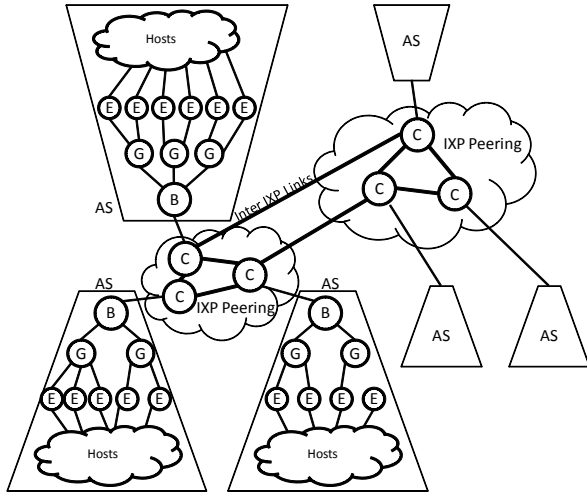 Hosts
AS
E E E E E E
G G G
C
IXP Peering
B
AS
Inter IXP Links
C C
C
C
C
IXP Peering
AS
AS
B
B
AS
AS
G G
G G
E E E E E
E E E E
Hosts
Hosts